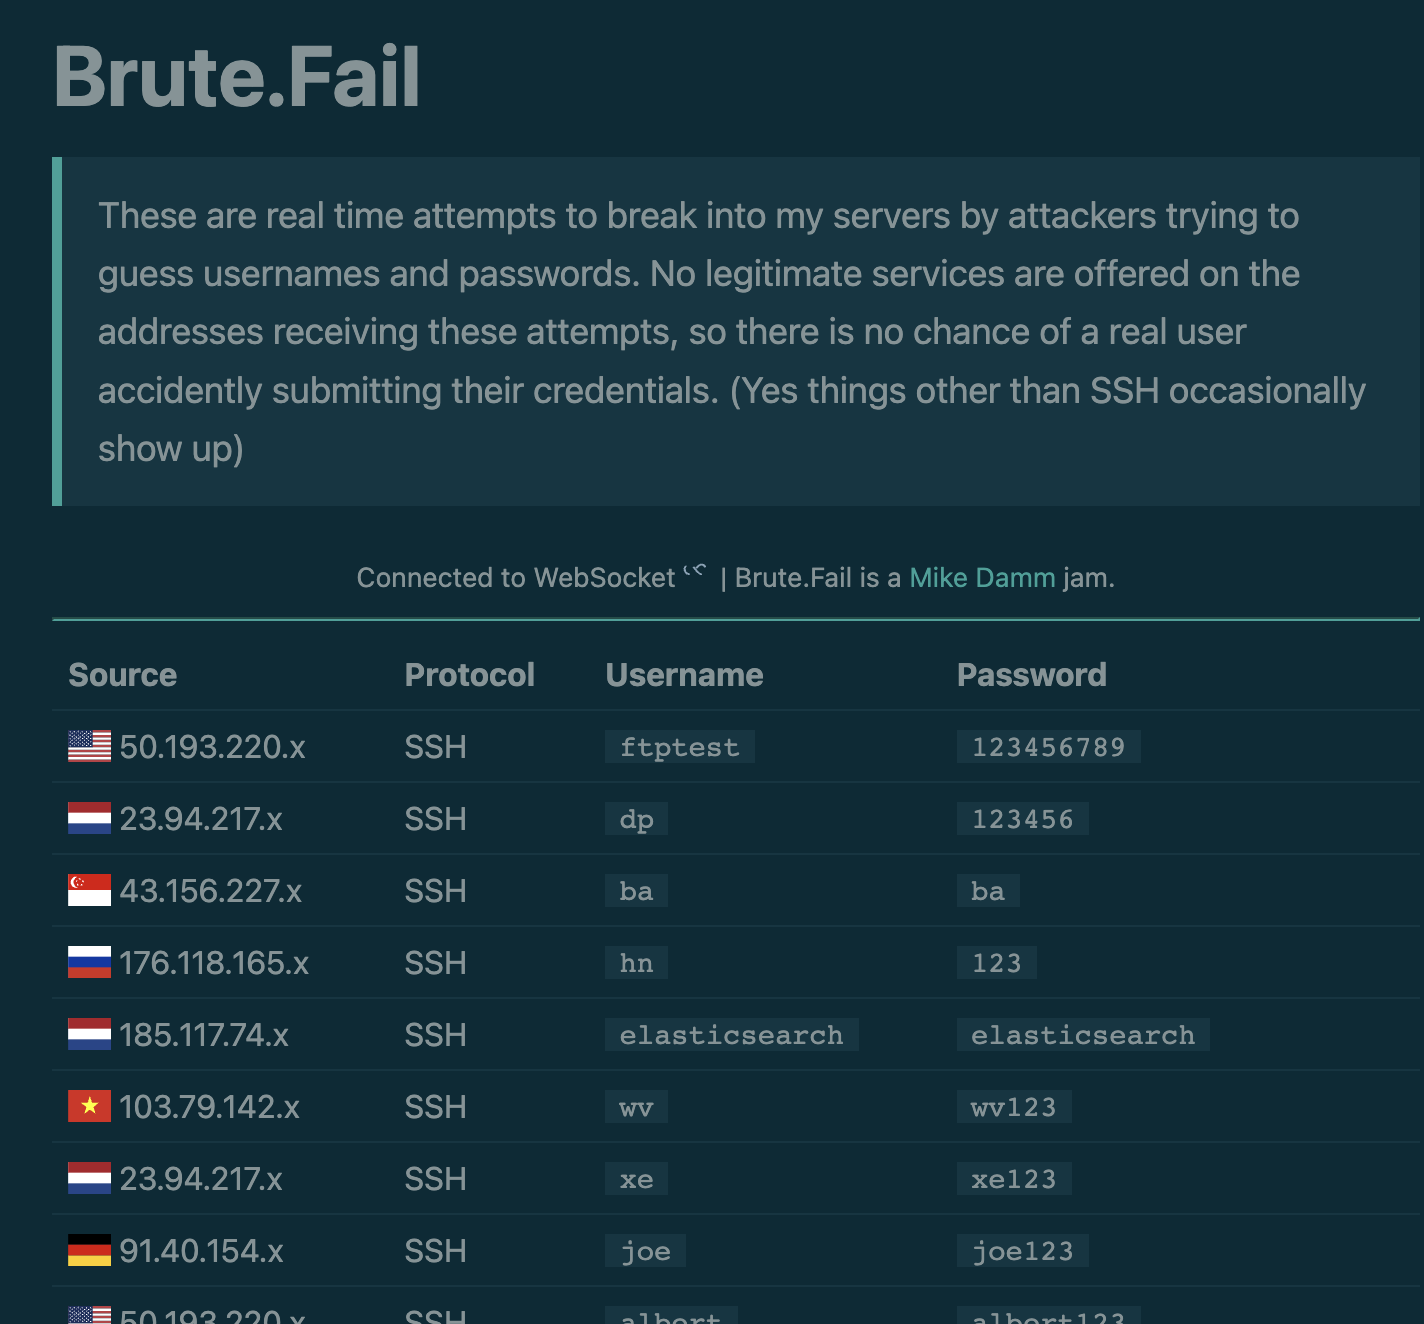 Brute.Fail
These are real time attempts to break into my servers by attackers trying to
guess usernames and passwords. No legitimate services are offered on the
addresses receiving these attempts, so there is no chance of a real user
accidently submitting their credentials. (Yes things other than SSH occasionally
show up)
Connected to WebSocket | Brute.Fail is a Mike Damm jam.
Source Protocol Username Password
50.193.220.x SSH ftptest 123456789
23.94.217.x SSH dp 123456
43.156.227.x SSH ba ba
176.118.165.x SSH hn 123
185.117.74.x SSH elasticsearch elasticsearch
103.79.142.x SSH wv wv123
23.94.217.x SSH xe xe123
91.40.154.x SSH joe joe123
50.193.220.x SSH albert albert123